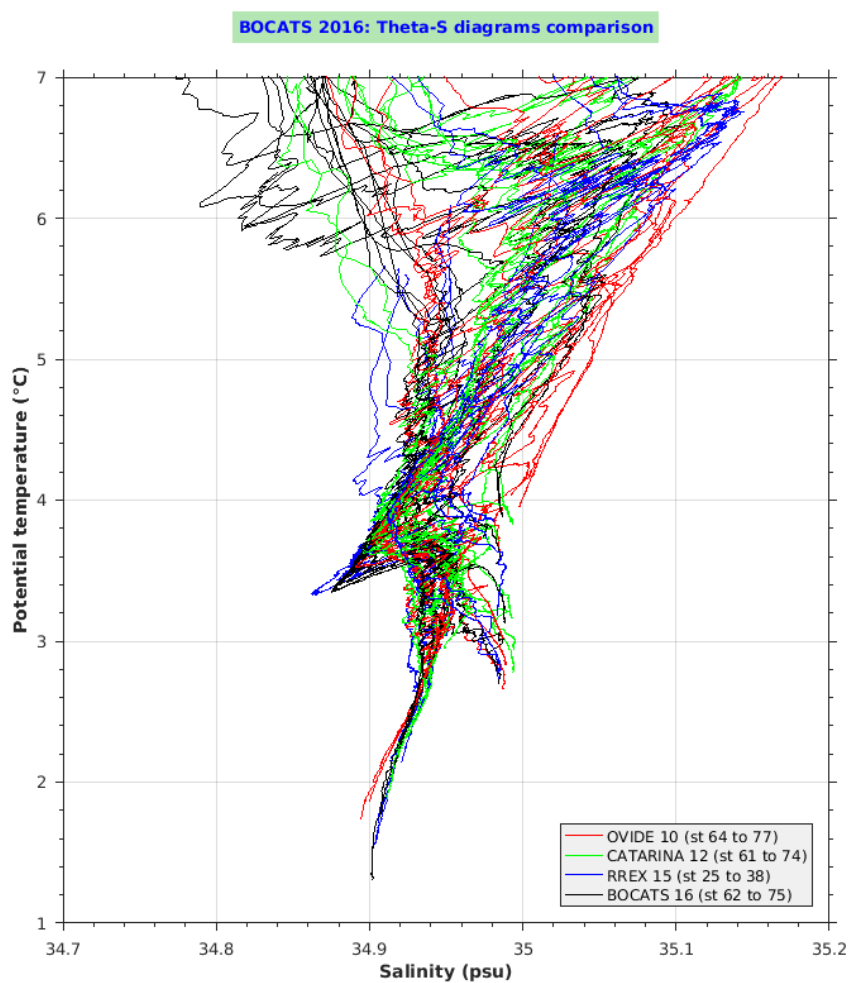 BOCATS 2016: Theta-S diagrams comparison
7
6
5
4
3
2
1
Potential temperature (°C)
OVIDE 10 (st 64 to 77)
CATARINA 12 (st 61 to 74)
RREX 15 (st 25 to 38)
BOCATS 16 (st 62 to 75)
34.7 34.8 34.9 35 35.1 35.2
Salinity (psu)